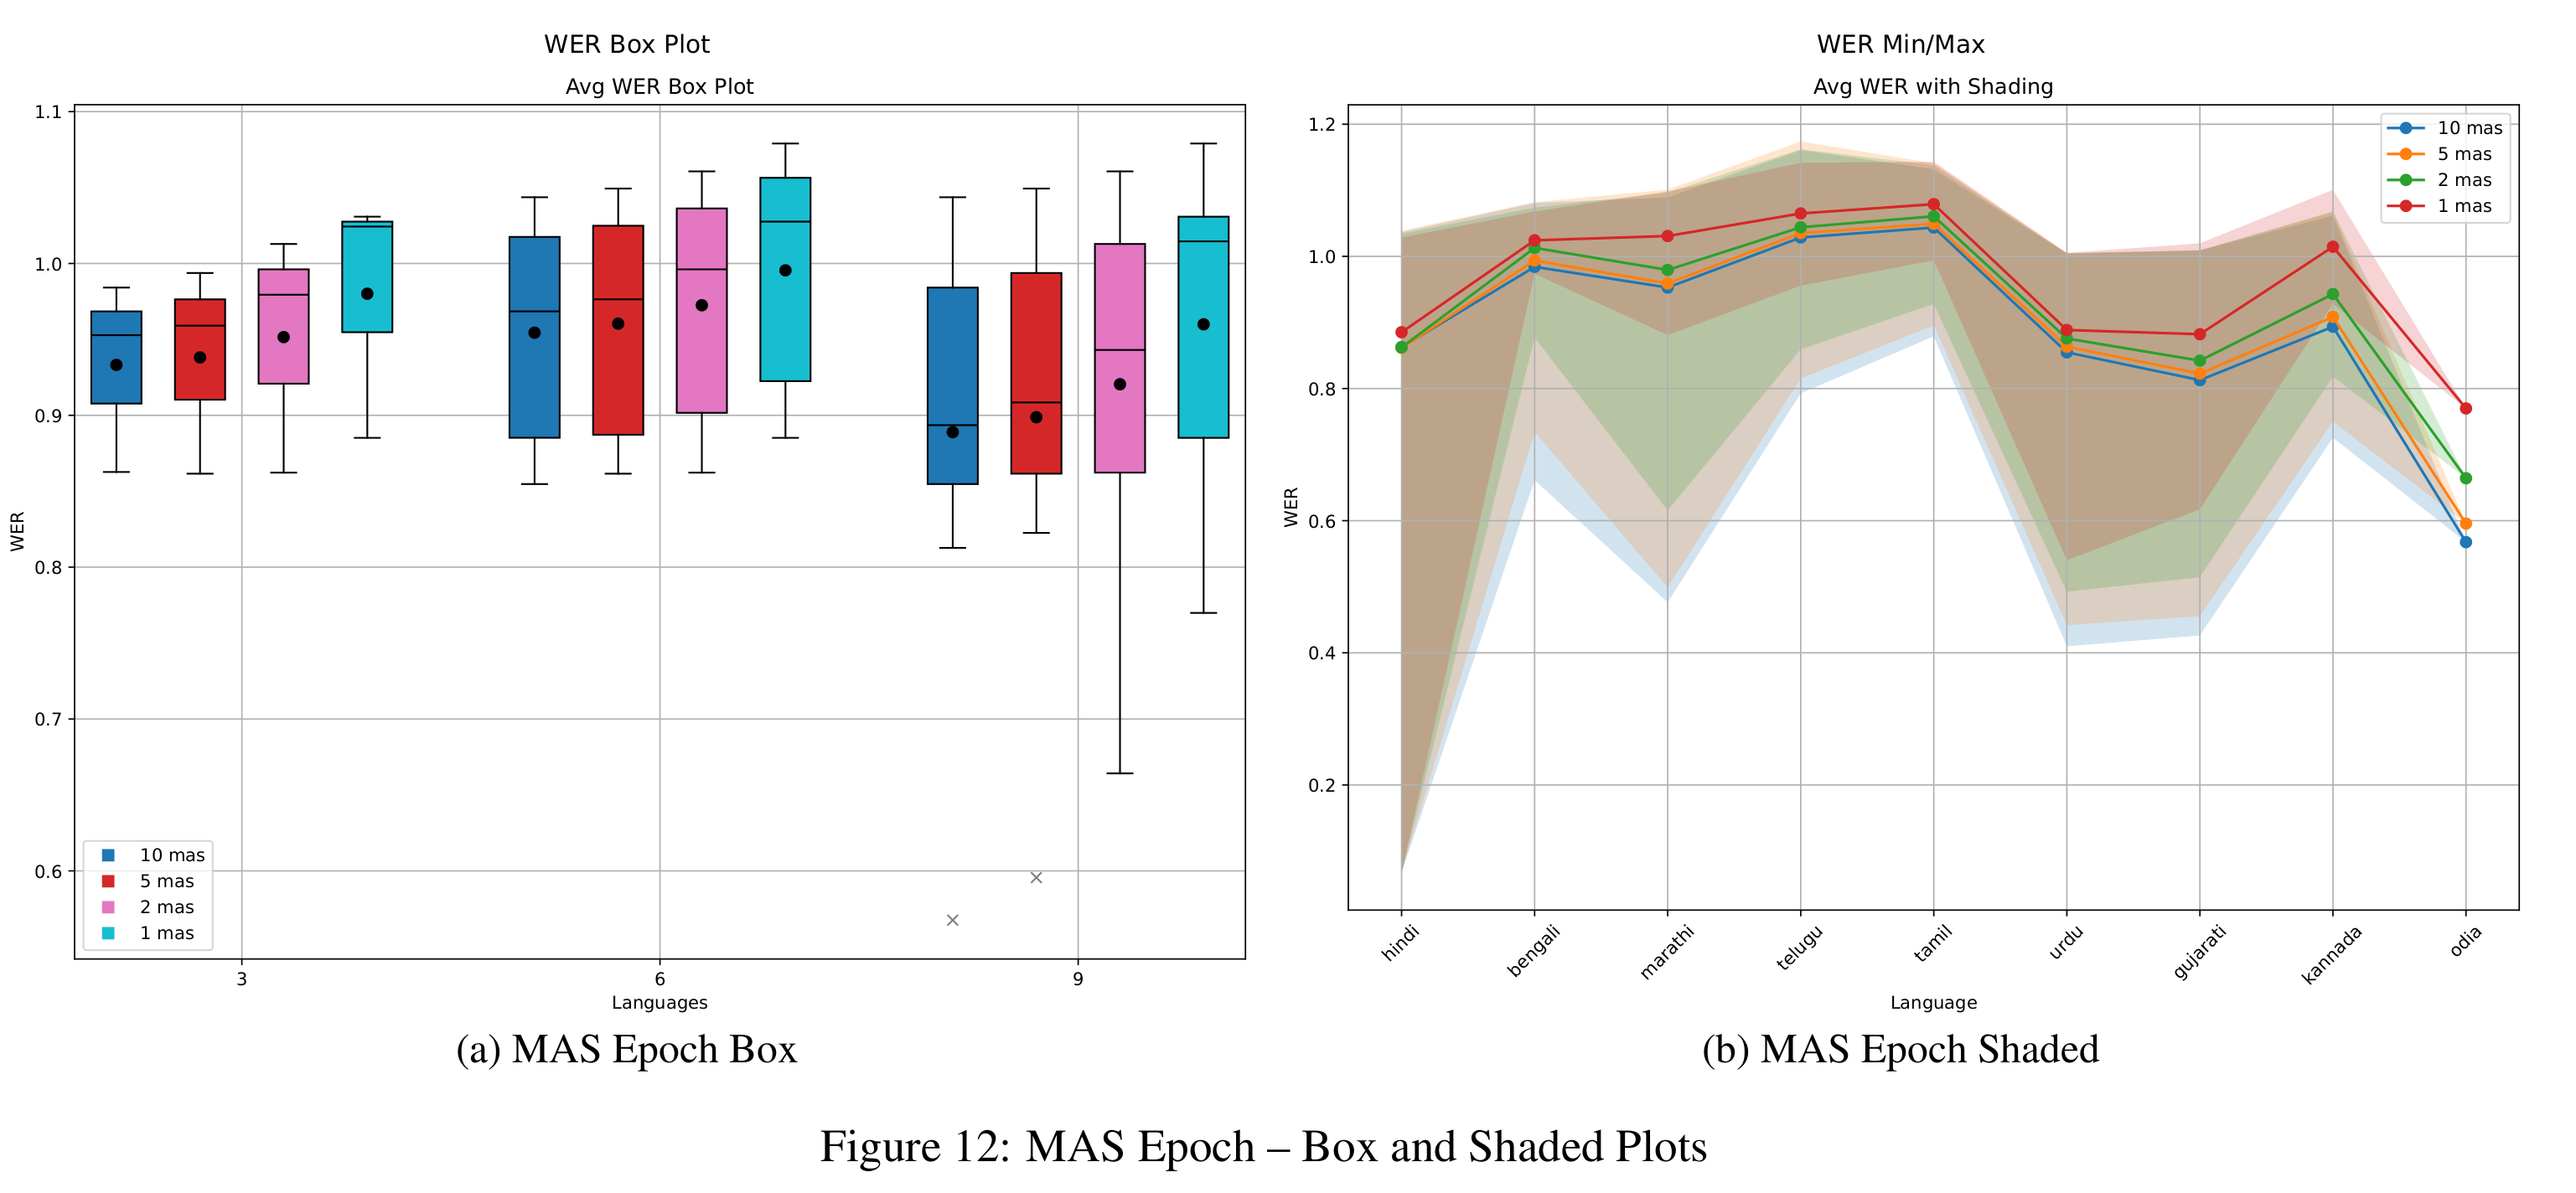 WER Box Plot
Avg WER Box Plot
1.1
1.0
0.9
0.8
0.7
0.6
WER
10 mas
5 mas
2 mas
1 mas
3
6
9
Languages
(a) MAS Epoch Box
WER Min/Max
Avg WER with Shading
1.2
1.0
0.8
0.6
0.4
0.2
WER
10 mas
5 mas
2 mas
1 mas
hindi
bengali
marathi
telugu
tamil
urdu
gujarati
kannada
odia
Language
(b) MAS Epoch Shaded
Figure 12: MAS Epoch – Box and Shaded Plots